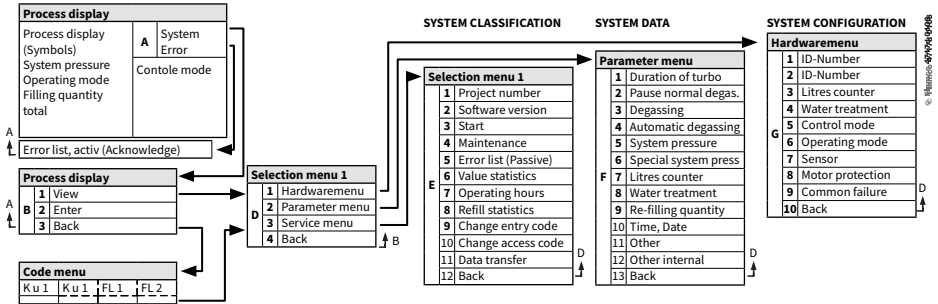 Process display
Process display
(Symbols)
System pressure
Operating mode
Filling quantity
total
A
System
Error
Contole mode
A
Error list, activ (Acknowledge)
Process display
A
B
1 View
2 Enter
3 Back
Code menu
K u 1 K u 1 FL 1 FL 2
Selection menu 1
D
1 Hardwaremenu
2 Parameter menu
3 Service menu
4 Back
B
SYSTEM CLASSIFICATION
Selection menu 1
E
1 Project number
2 Software version
3 Start
4 Maintenance
5 Error list (Passive)
6 Value statistics
7 Operating hours
8 Refill statistics
9 Change entry code
10 Change access code
11 Data transfer
12 Back
D
SYSTEM DATA
Parameter menu
F
1 Duration of turbo
2 Pause normal degas.
3 Degassing
4 Automatic degassing
5 System pressure
6 Special system press
7 Litres counter
8 Water treatment
9 Re-filling quantity
10 Time, Date
11 Other
12 Other internal
13 Back
D
SYSTEM CONFIGURATION
Hardwaremenu
G
1 ID-Number
2 ID-Number
3 Litres counter
4 Water treatment
5 Control mode
6 Operating mode
7 Sensor
8 Motor protection
9 Common failure
10 Back
D
©